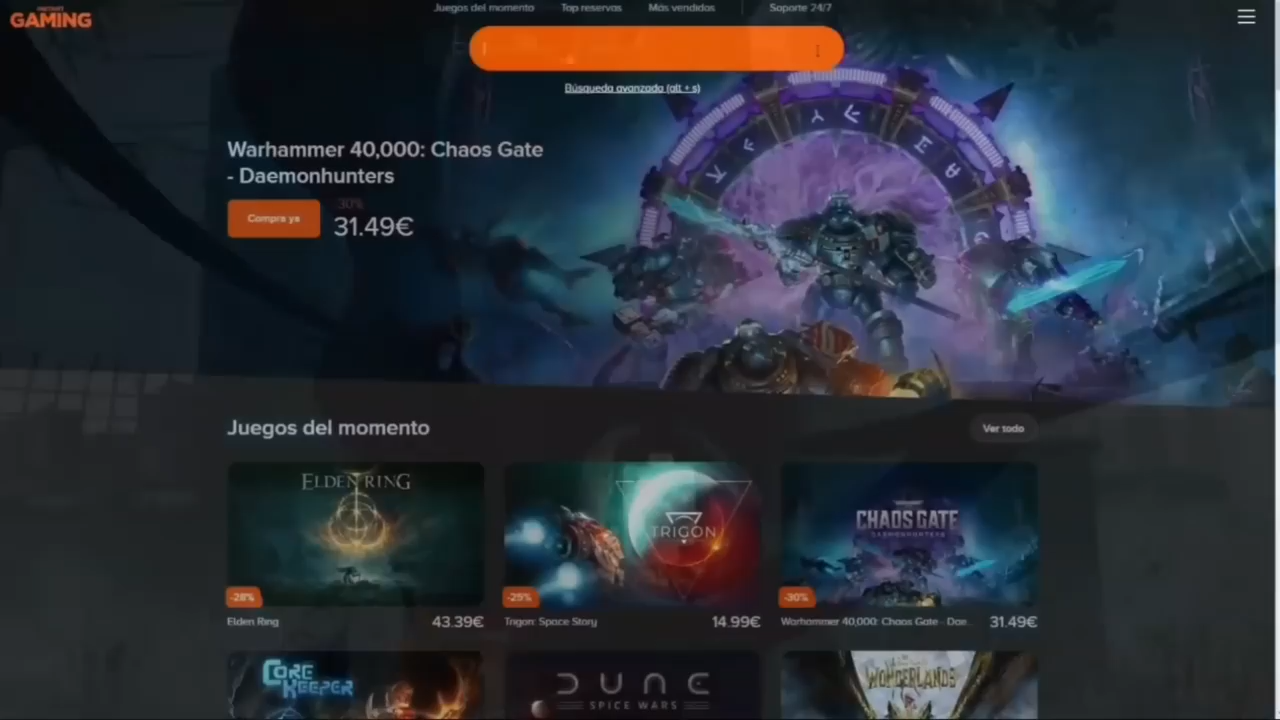 INSTANT
GAMING
Juegos del momento
Top reservas
Más vendidos
Soporte 24/7
Búsqueda avanzada (alt + s)
Warhammer 40,000: Chaos Gate
- Daemonhunters
Compra ya
-30%
31.49€
Juegos del momento
Ver todo
ELDEN RING
TRIGON
CHAOS GATE
DAEMONHUNTERS
-28%
-25%
-30%
Elden Ring
43.39€
Trigon: Space Story
14.99€
Warhammer 40,000: Chaos Gate - Dae...
31.49€
CORE
KEEPER
DUNE
SPICE WARS
WONDERLANDS